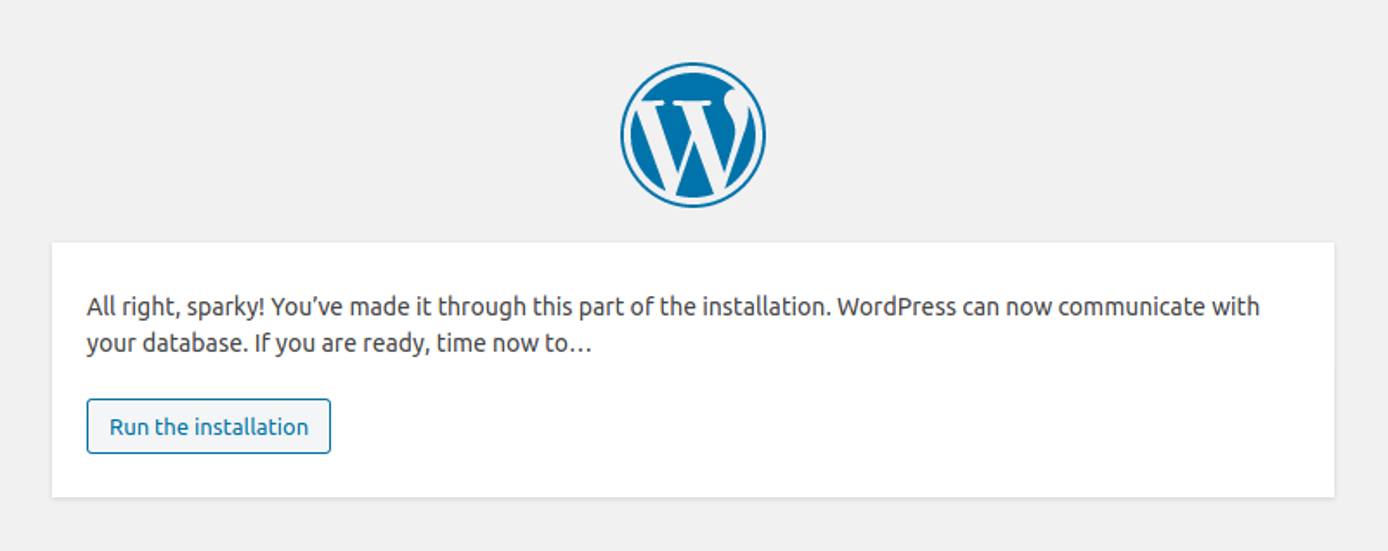 All right, sparky! You’ve made it through this part of the installation. WordPress can now communicate with
your database. If you are ready, time now to…
Run the installation